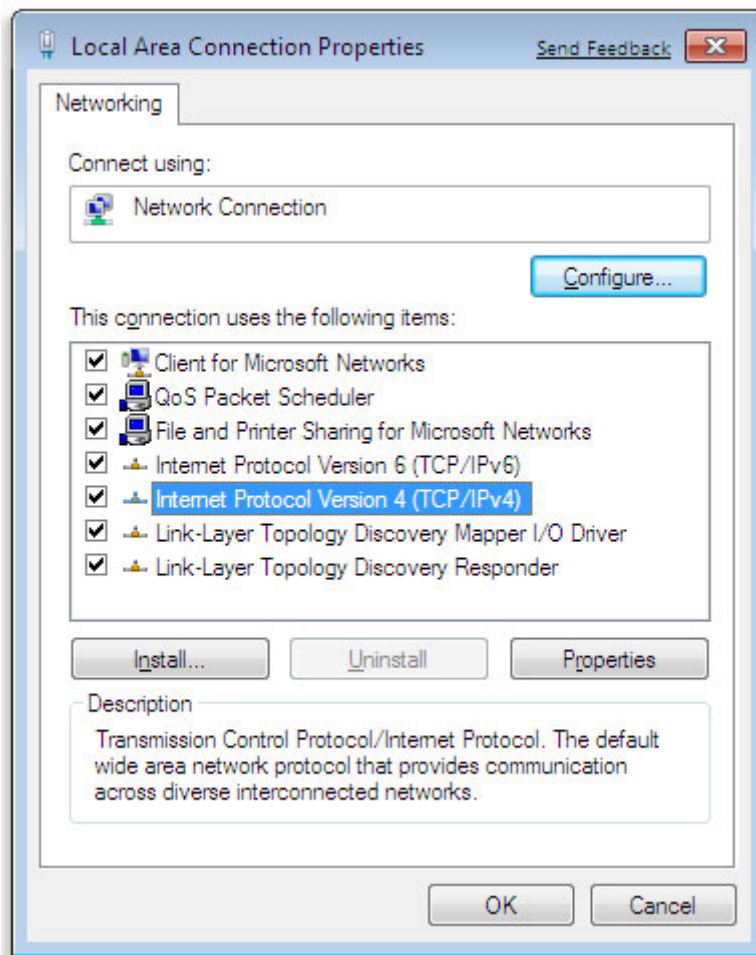 Local Area Connection Properties Send Feedback
Networking
Connect using:
Network Connection
Configure...
This connection uses the following items:
Client for Microsoft Networks
QoS Packet Scheduler
File and Printer Sharing for Microsoft Networks
Internet Protocol Version 6 (TCP/IPv6)
Internet Protocol Version 4 (TCP/IPv4)
Link-Layer Topology Discovery Mapper I/O Driver
Link-Layer Topology Discovery Responder
Install... Uninstall Properties
Description
Transmission Control Protocol/Internet Protocol. The default
wide area network protocol that provides communication
across diverse interconnected networks.
OK Cancel